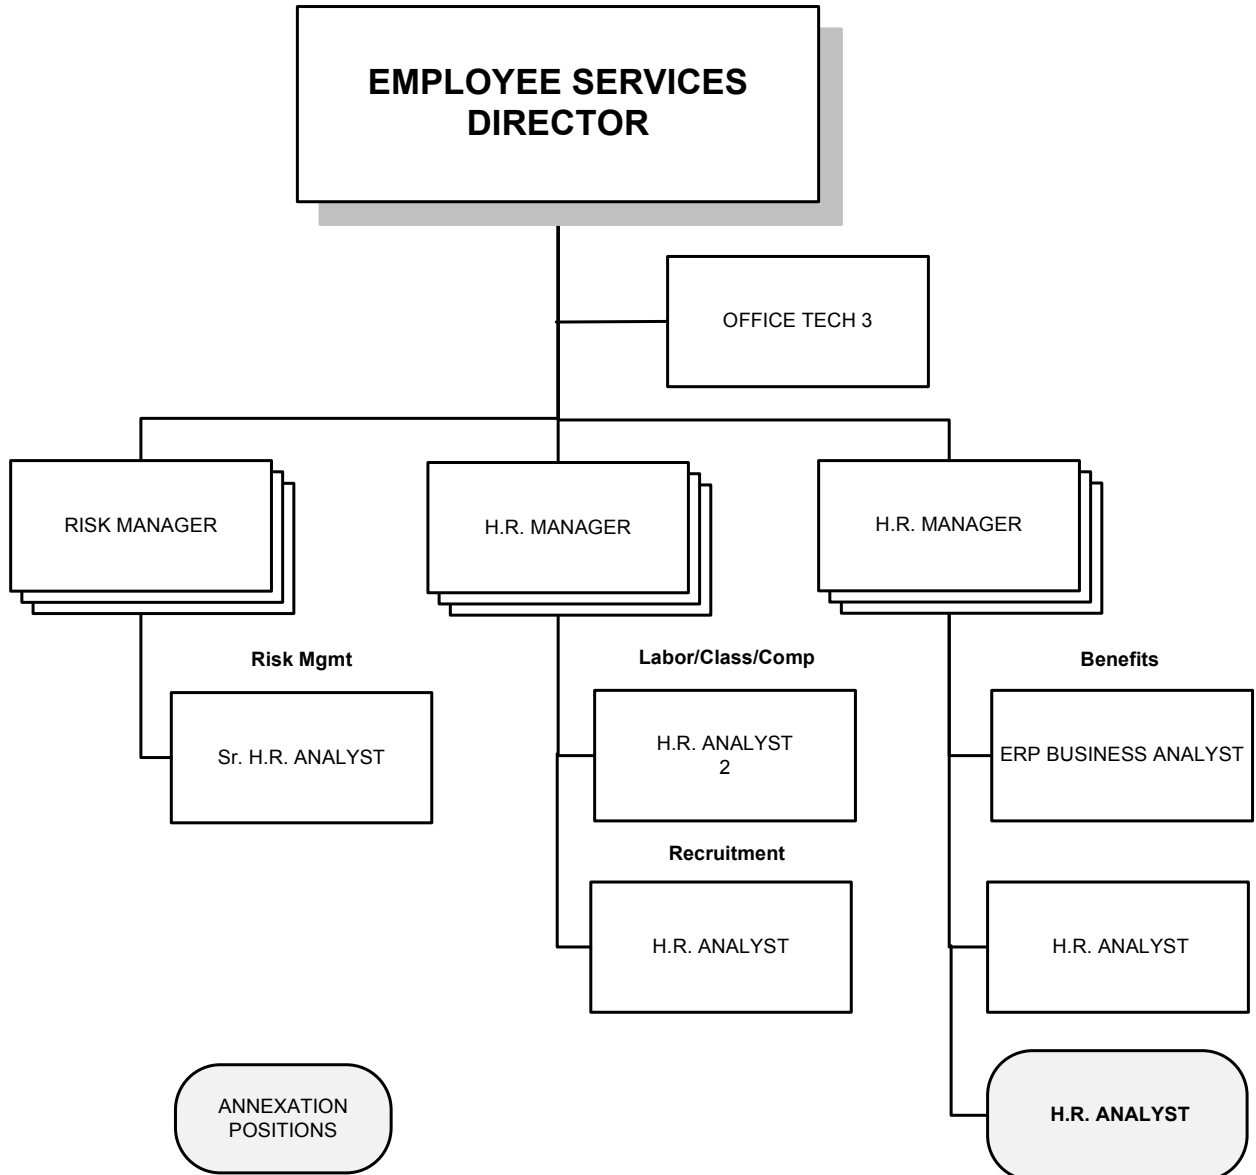 EMPLOYEE SERVICES
DIRECTOR
OFFICE TECH 3
RISK MANAGER
H.R. MANAGER
H.R. MANAGER
Risk Mgmt
Labor/Class/Comp
Benefits
Sr. H.R. ANALYST
H.R. ANALYST
2
ERP BUSINESS ANALYST
Recruitment
H.R. ANALYST
H.R. ANALYST
ANNEXATION
POSITIONS
H.R. ANALYST